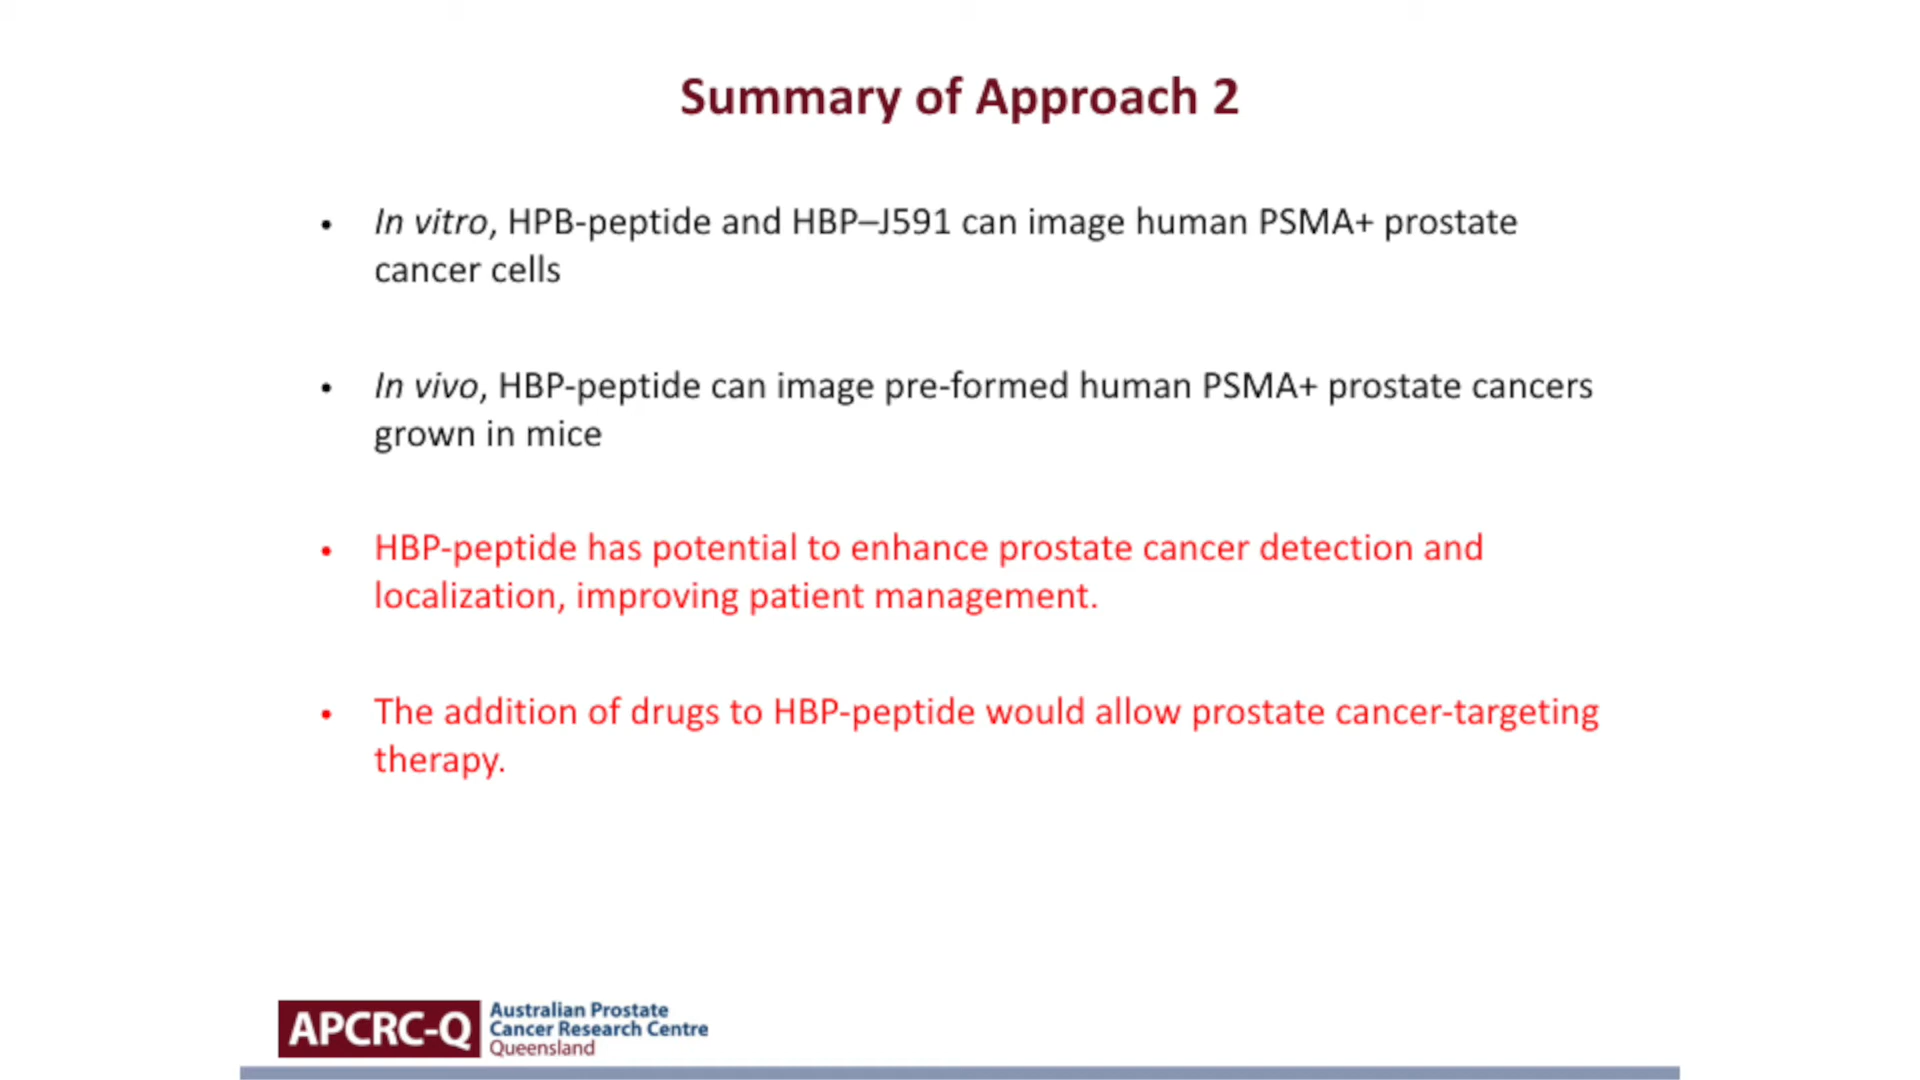 Summary of Approach 2
• In vitro, HPB-peptide and HBP–J591 can image human PSMA+ prostate
cancer cells
• In vivo, HBP-peptide can image pre-formed human PSMA+ prostate cancers
grown in mice
• HBP-peptide has potential to enhance prostate cancer detection and
localization, improving patient management.
• The addition of drugs to HBP-peptide would allow prostate cancer-targeting
therapy.
APCRC-Q
Australian Prostate
Cancer Research Centre
Queensland